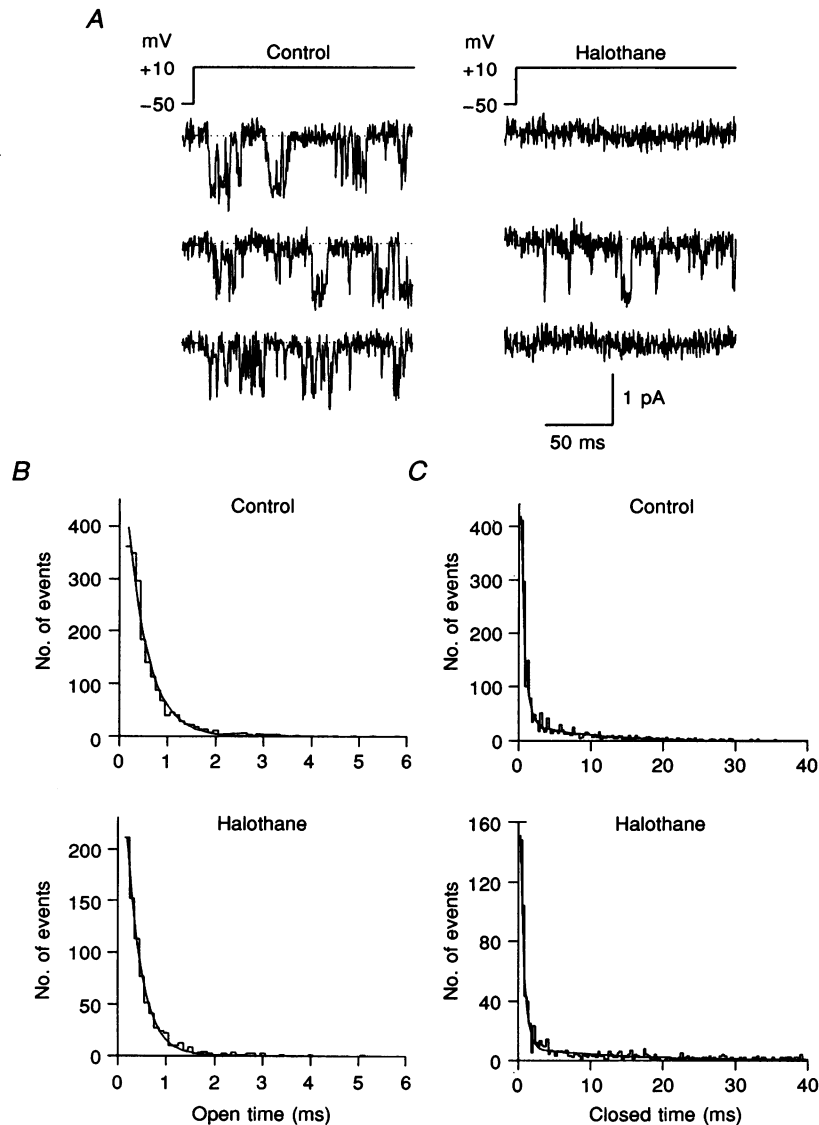 A
mV
Control
+10
−50
mV
Halothane
+10
−50
1 pA
50 ms
B
Control
No. of events
400
300
200
100
0
0 1 2 3 4 5 6
Halothane
No. of events
200
150
100
50
0
0 1 2 3 4 5 6
Open time (ms)
C
Control
No. of events
400
300
200
100
0
0 10 20 30 40
Halothane
No. of events
160
120
80
40
0
0 10 20 30 40
Closed time (ms)